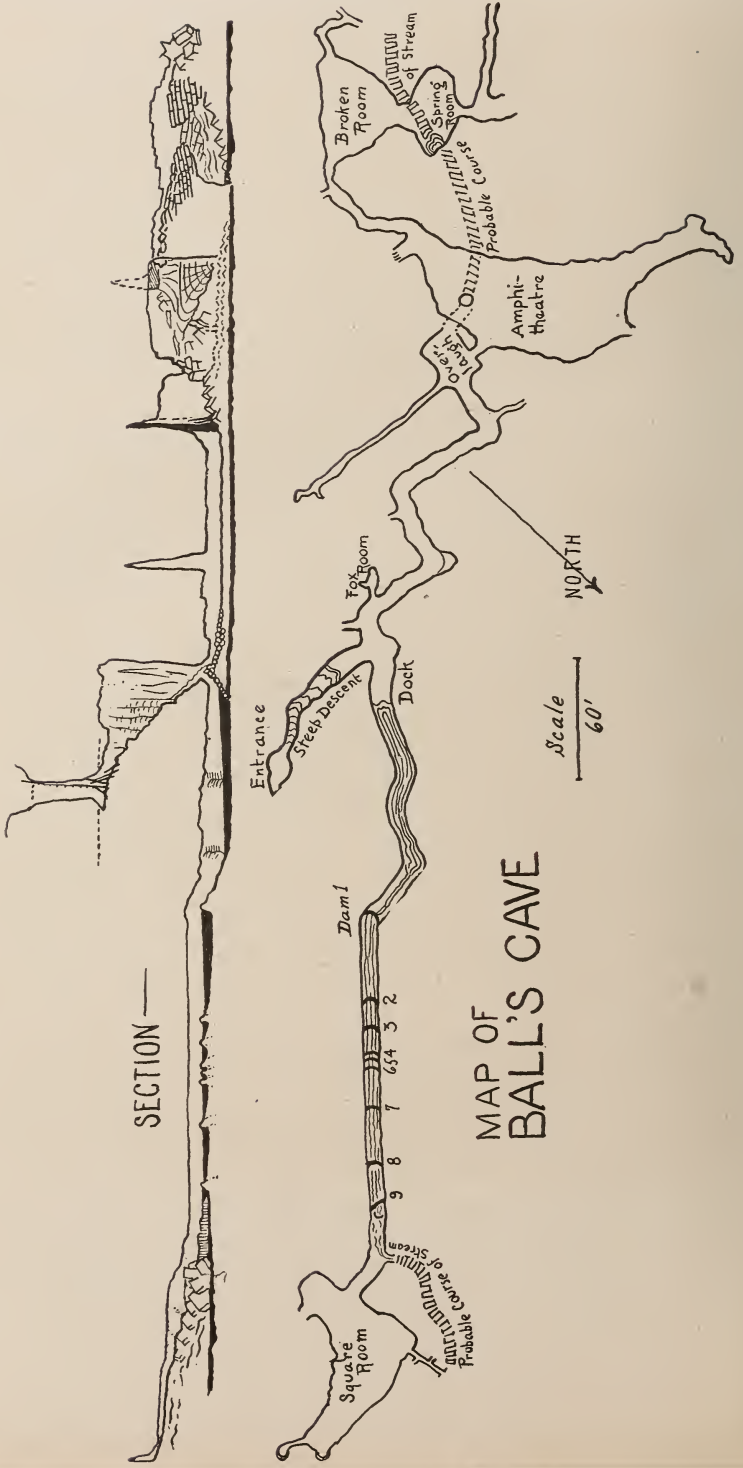 SECTION
Square
Room
Probable Course of Stream
9
8
7
6 5 4
3
2
Dam 1
Entrance
Steep Descent
Dock
Fox
Room
Over-
laugh
Amphi-
theatre
Broken
Room
Spring
Room
Probable Course
of Stream
MAP OF
BALL'S CAVE
Scale
60'
NORTH